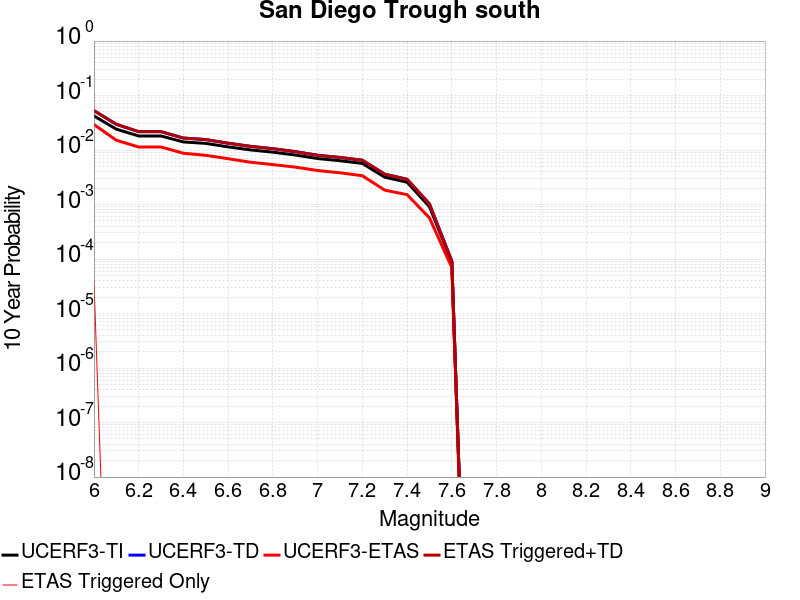 San Diego Trough south
10 Year Probability
10^0
10^-1
10^-2
10^-3
10^-4
10^-5
10^-6
10^-7
10^-8
6 6.2 6.4 6.6 6.8 7 7.2 7.4 7.6 7.8 8 8.2 8.4 8.6 8.8 9
Magnitude
UCERF3-TI UCERF3-TD UCERF3-ETAS ETAS Triggered+TD
ETAS Triggered Only